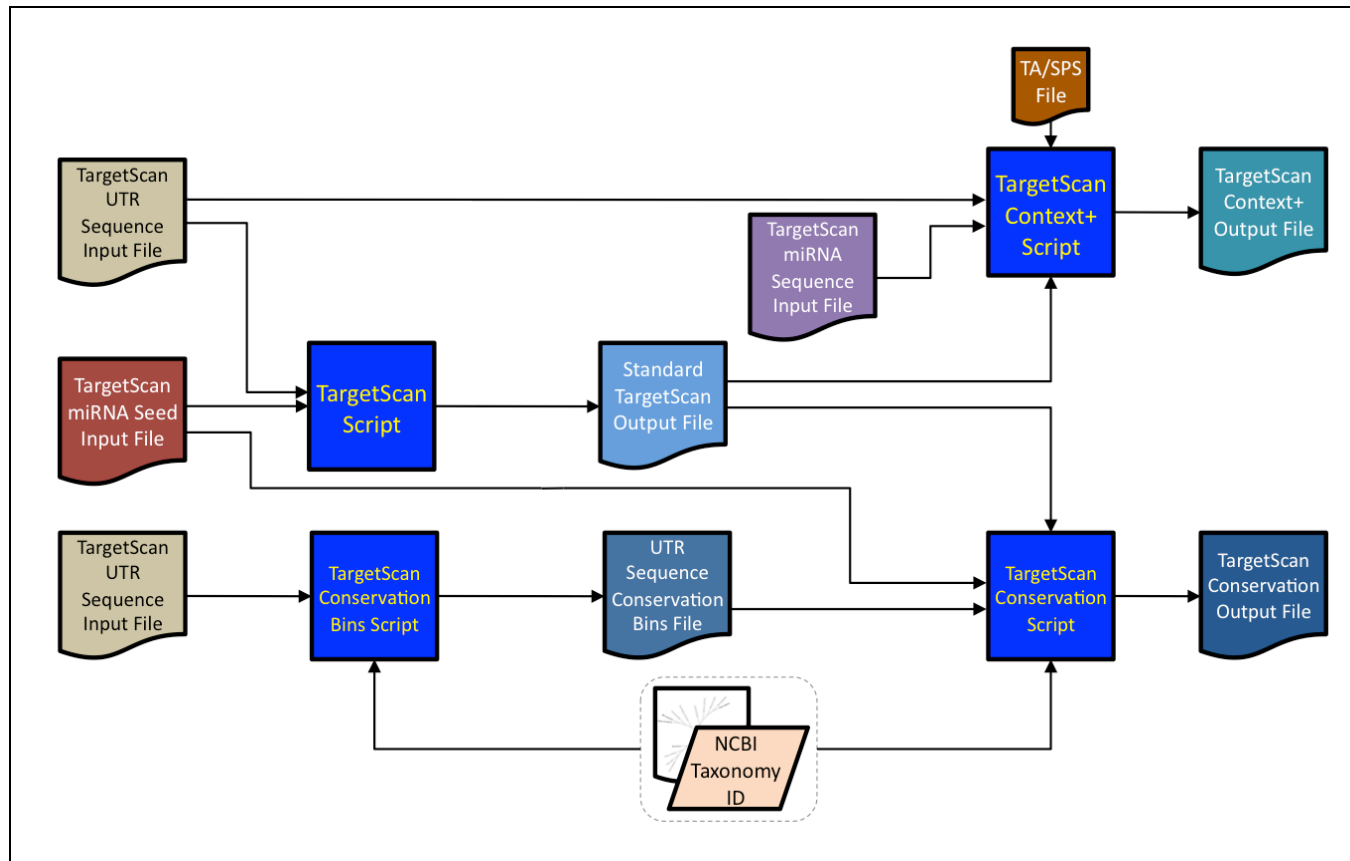 TA/SPS
File
TargetScan
UTR
Sequence
Input File
TargetScan
Context+
Script
TargetScan
Context+
Output File
TargetScan
miRNA
Sequence
Input File
TargetScan
miRNA Seed
Input File
TargetScan
Script
Standard
TargetScan
Output File
TargetScan
UTR
Sequence
Input File
TargetScan
Conservation
Bins Script
UTR
Sequence
Conservation
Bins File
TargetScan
Conservation
Script
TargetScan
Conservation
Output File
NCBI
Taxonomy
ID